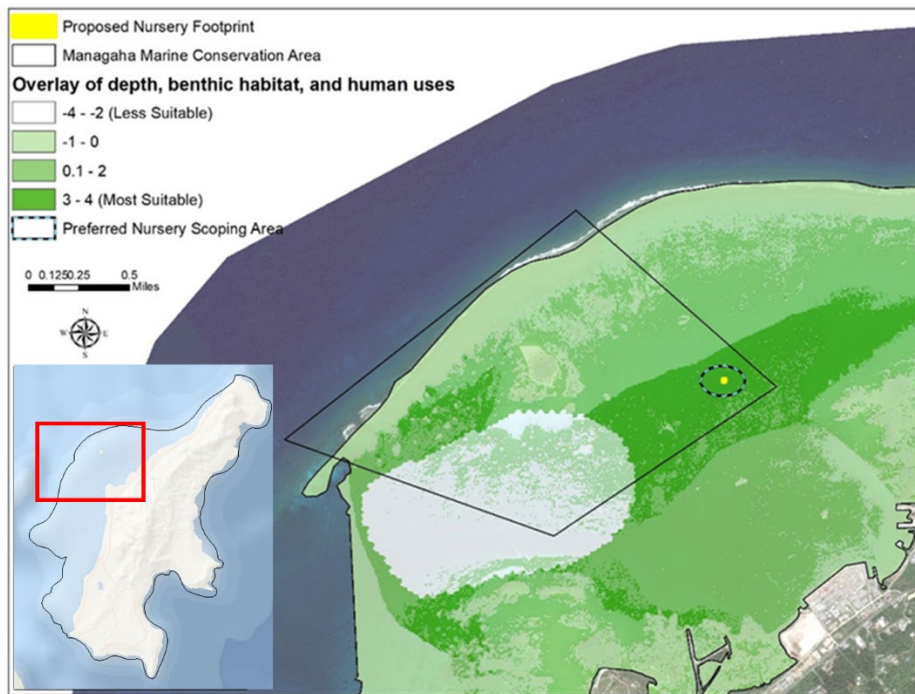 Proposed Nursery Footprint
Managaha Marine Conservation Area
Overlay of depth, benthic habitat, and human uses
-4 - -2 (Less Suitable)
-1 - 0
0.1 - 2
3 - 4 (Most Suitable)
Preferred Nursery Scoping Area
0 0.125 0.25 0.5
Miles
N
W E
S